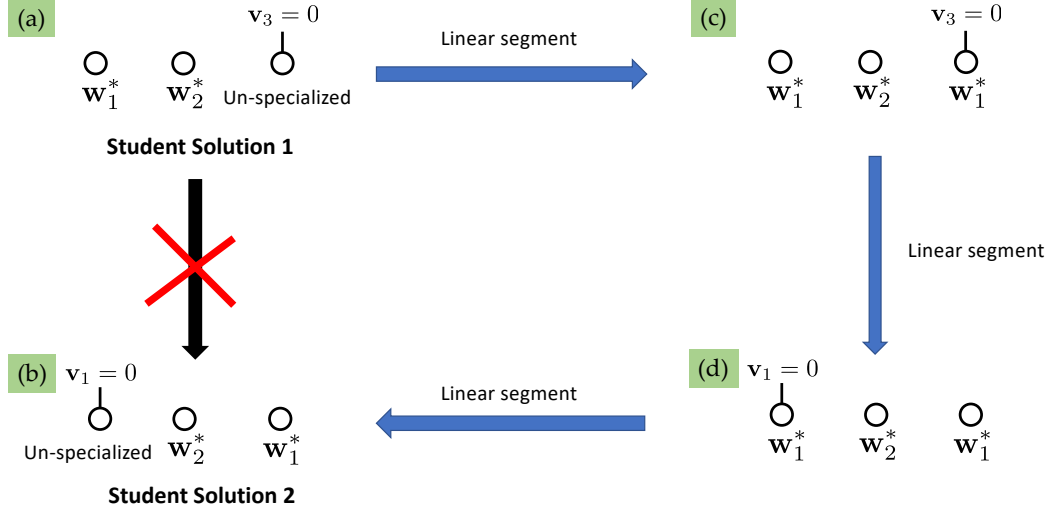 (a)
v₃ = 0
w₁* w₂* Un-specialized
Student Solution 1
Linear segment
(c)
v₃ = 0
w₁* w₂* w₁*
Linear segment
(b)
v₁ = 0
Un-specialized w₂* w₁*
Student Solution 2
Linear segment
(d)
v₁ = 0
w₁* w₂* w₁*